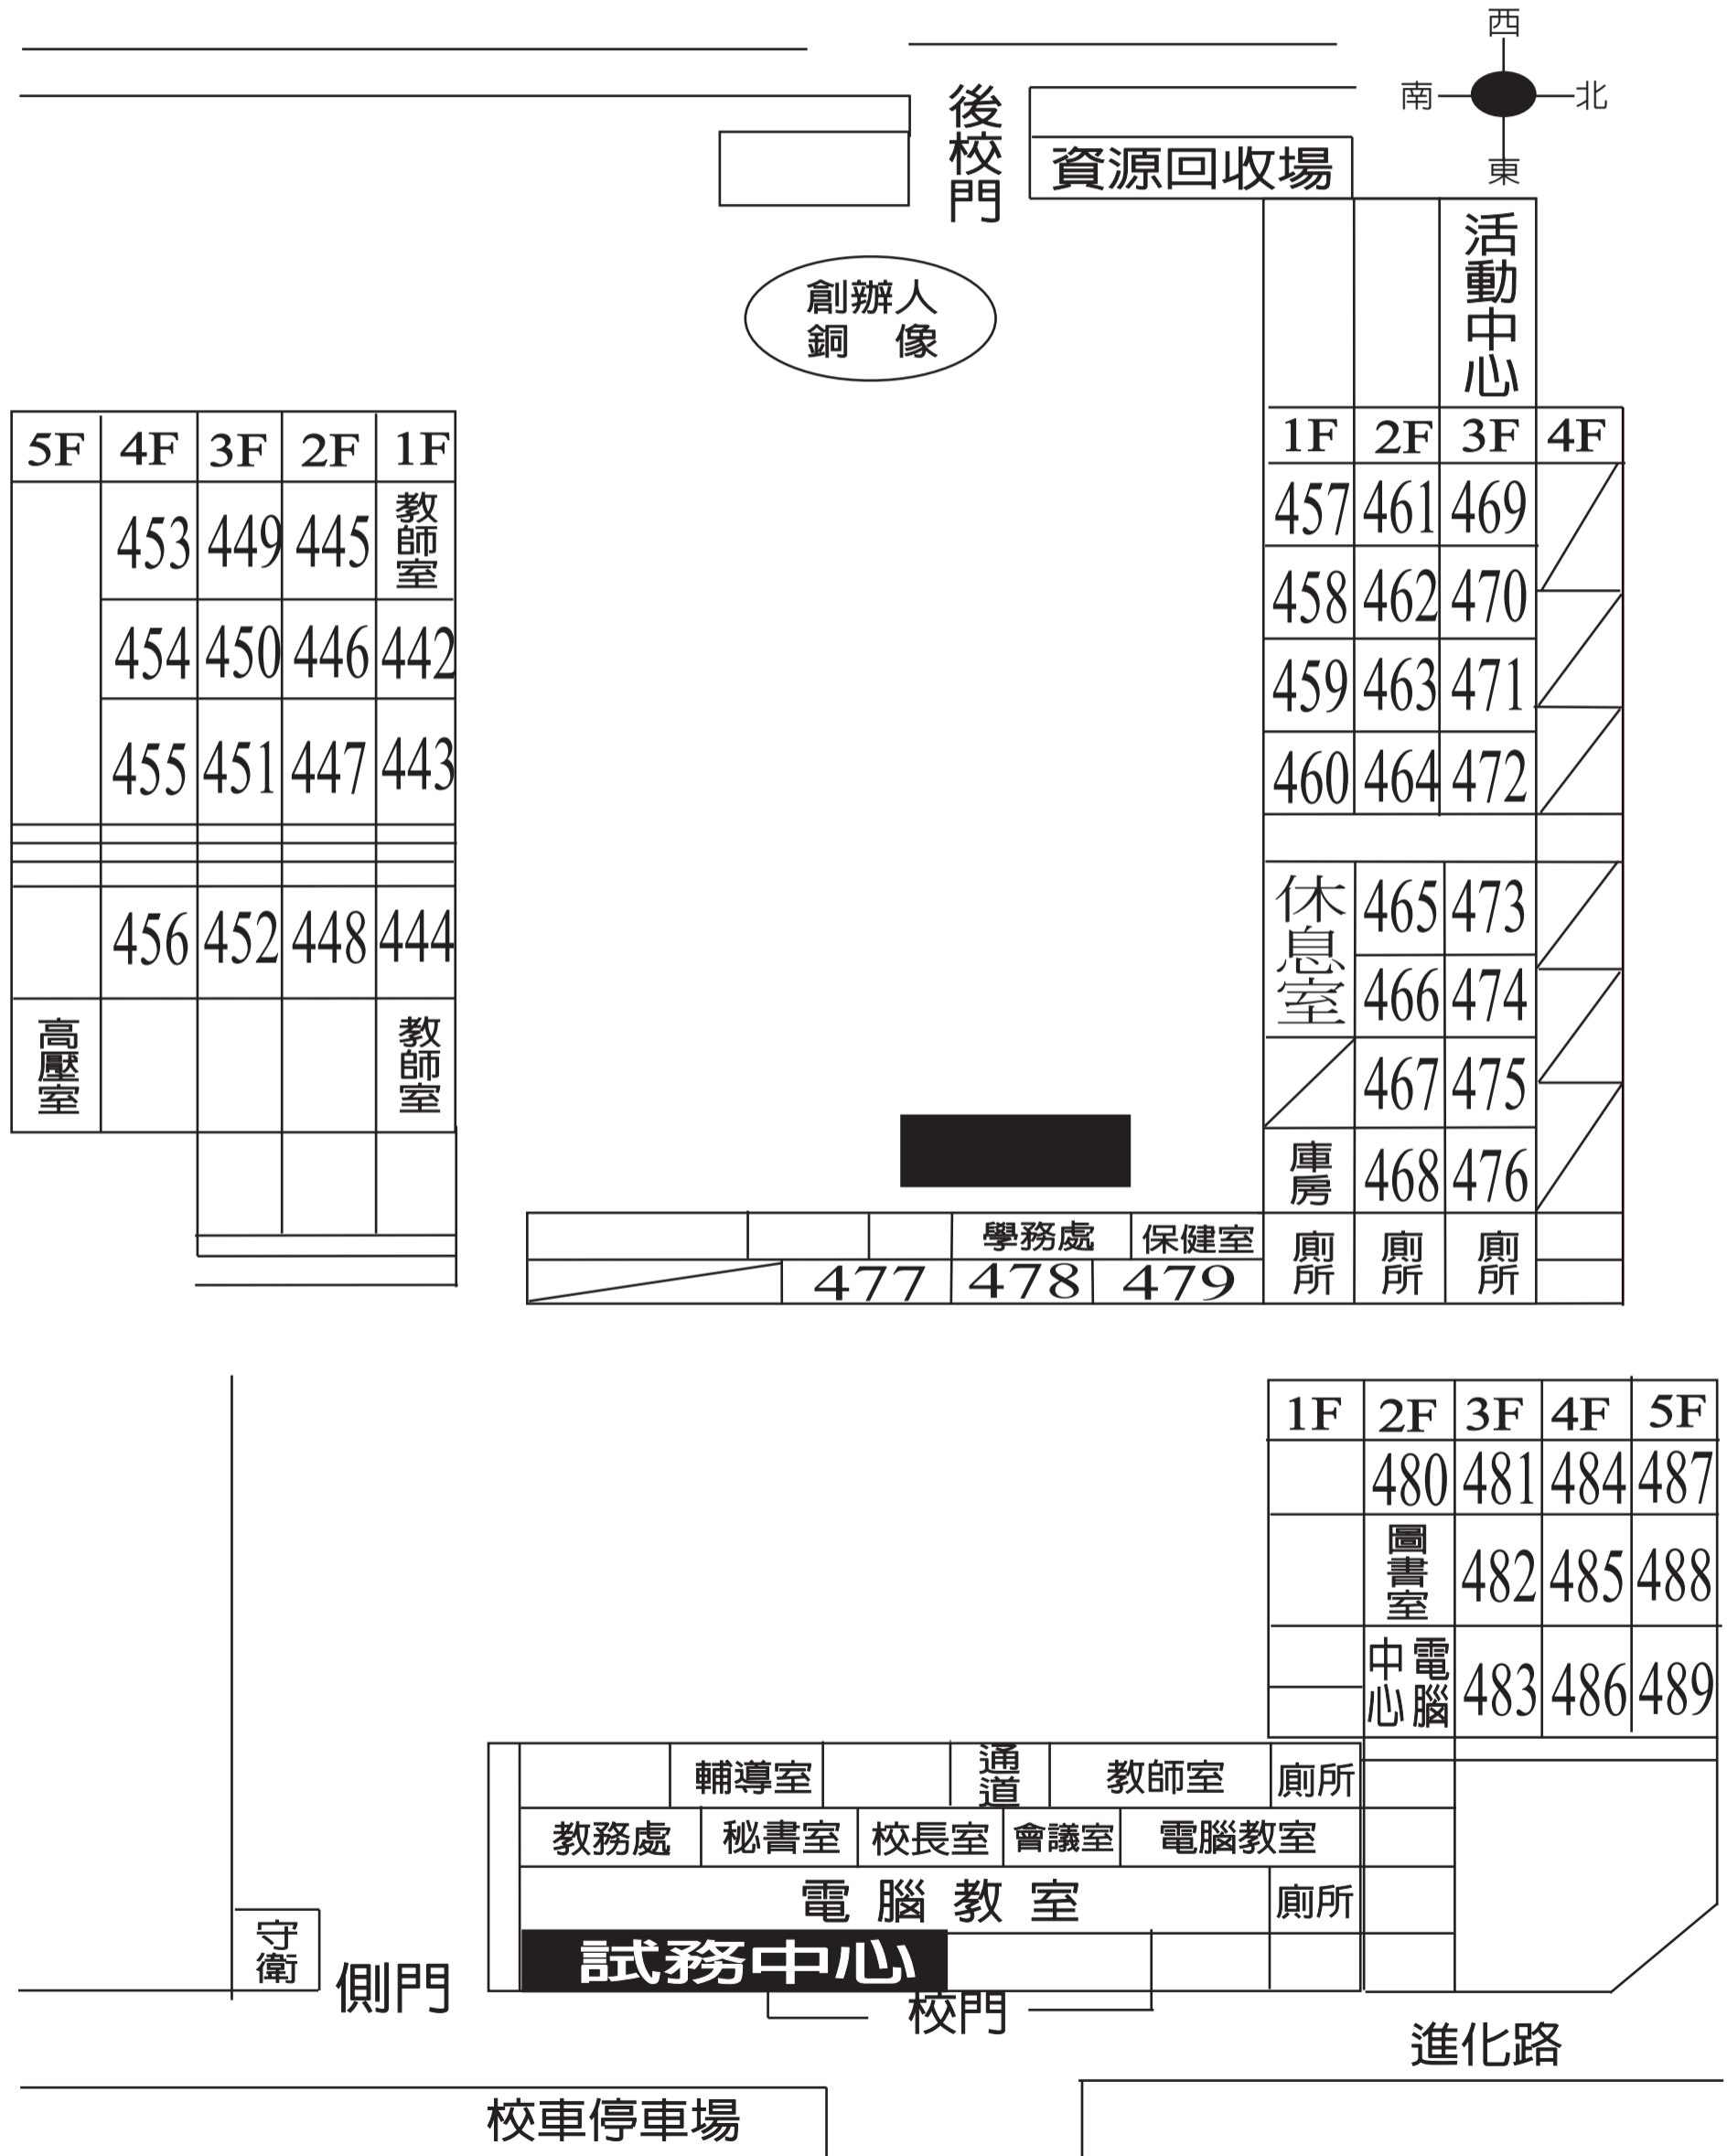 西
南 北
東
後校門
資源回收場
活動中心
創辦人
銅 像
5F 4F 3F 2F 1F
453 449 445 教師室
454 450 446 442
455 451 447 443
456 452 448 444
高壓室 教師室
1F 2F 3F 4F
457 461 469
458 462 470
459 463 471
460 464 472
休息室 465 473
466 474
467 475
庫房 468 476
學務處 保健室 廁所 廁所 廁所
477 478 479
1F 2F 3F 4F 5F
480 481 484 487
圖書室 482 485 488
電腦中心 483 486 489
輔導室 通道 教師室 廁所
教務處 秘書室 校長室 會議室 電腦教室
電腦教室 廁所
試務中心
守衛
側門
校門
進化路
校車停車場